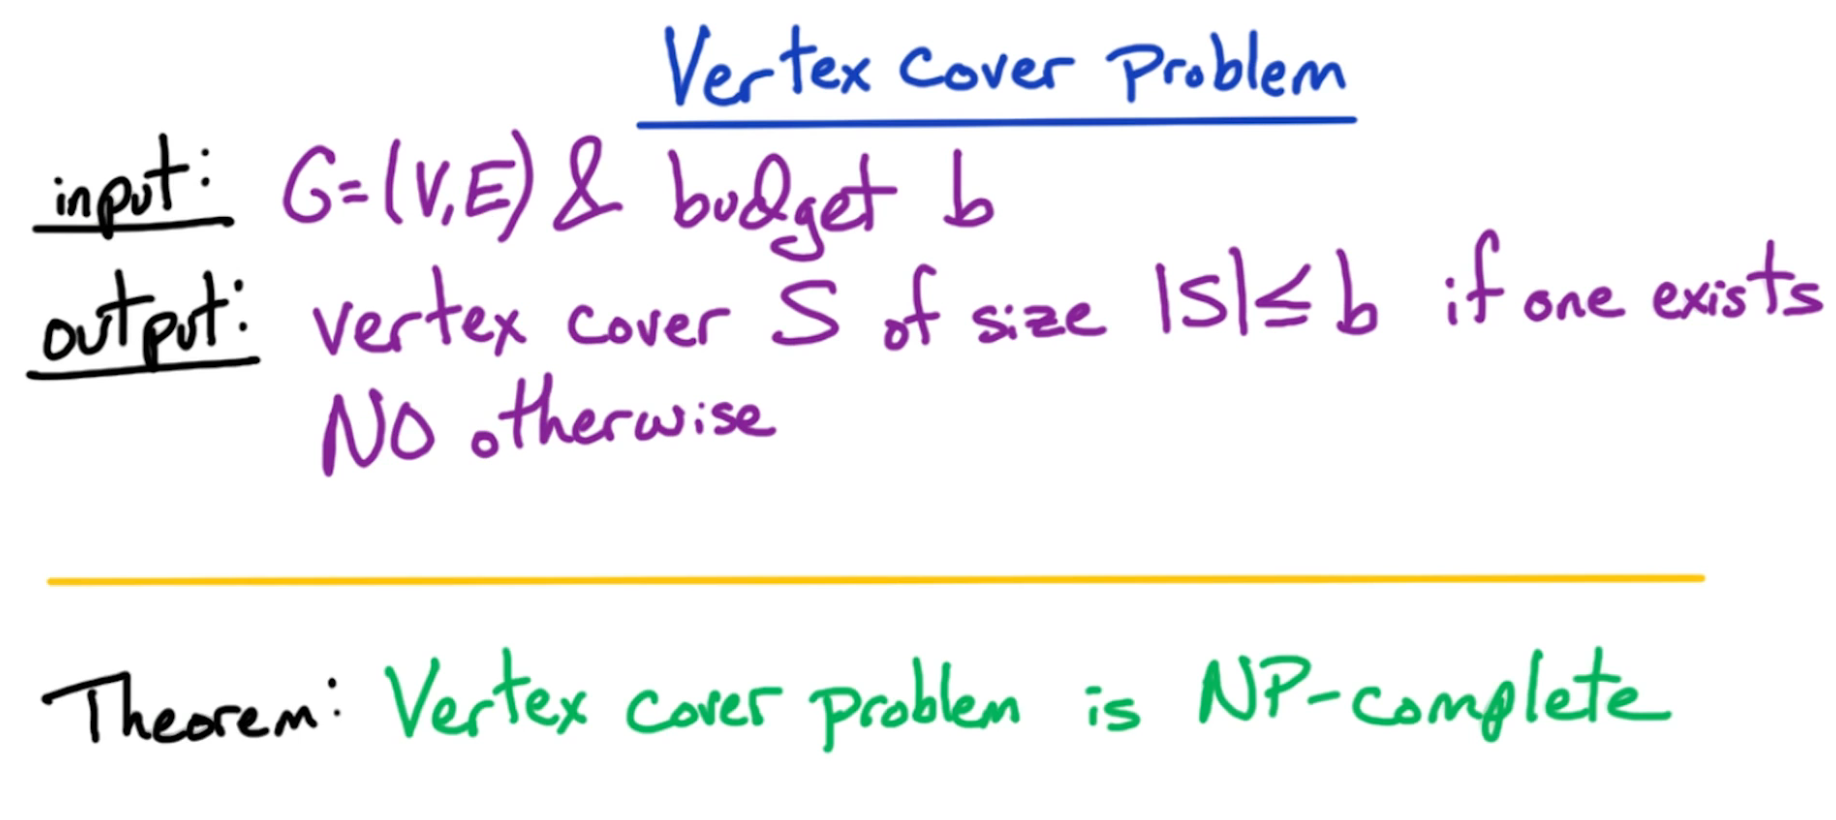 Vertex Cover Problem
input: G=(V,E) & budget b
output: vertex cover S of size |S|≤b if one exists
NO otherwise
Theorem: Vertex cover problem is NP-complete